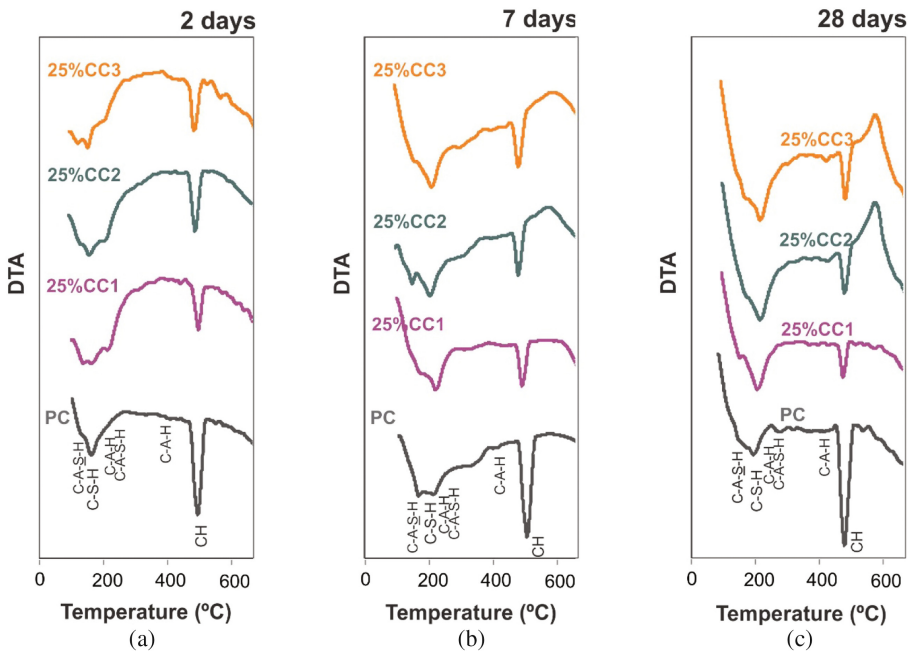 2 days
25%CC3
25%CC2
25%CC1
PC
C-A-S-H
C-S-H
C-A-H
C-A-S-H
C-A-H
CH
DTA
0 200 400 600
Temperature (ºC)
(a)
7 days
25%CC3
25%CC2
25%CC1
PC
C-A-S-H
C-S-H
C-A-H
C-A-S-H
C-A-H
CH
DTA
0 200 400 600
Temperature (ºC)
(b)
28 days
25%CC3
25%CC2
25%CC1
PC
C-A-S-H
C-S-H
C-A-H
C-A-S-H
C-A-H
CH
DTA
0 200 400 600
Temperature (ºC)
(c)